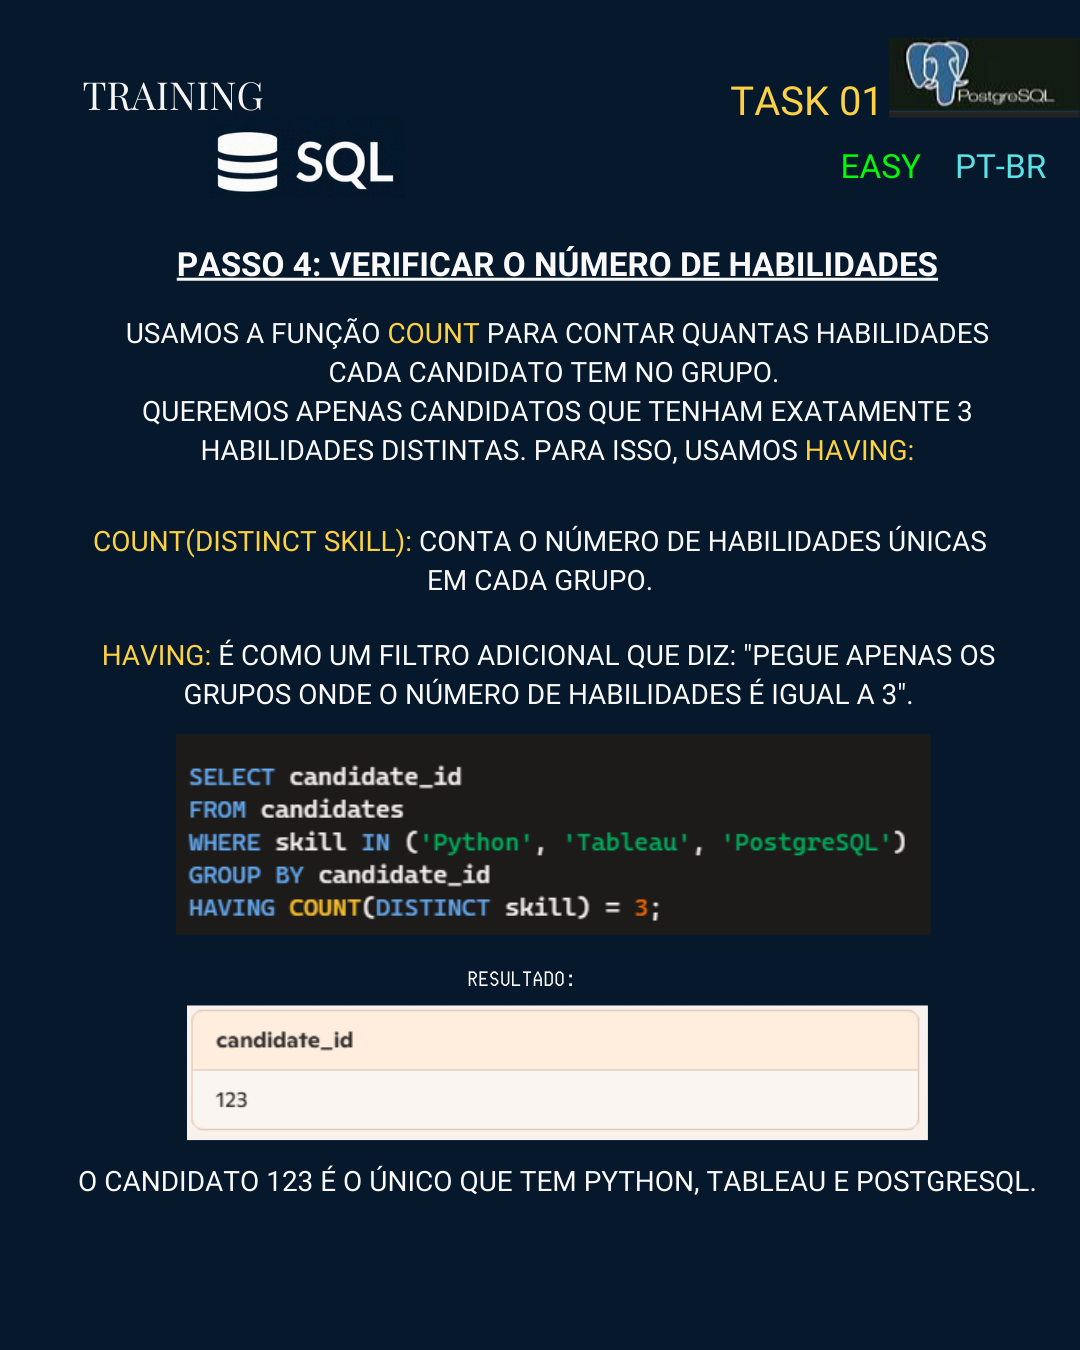 TRAINING
SQL
TASK 01
PostgreSQL
EASY PT-BR
PASSO 4: VERIFICAR O NÚMERO DE HABILIDADES
USAMOS A FUNÇÃO COUNT PARA CONTAR QUANTAS HABILIDADES
CADA CANDIDATO TEM NO GRUPO.
QUEREMOS APENAS CANDIDATOS QUE TENHAM EXATAMENTE 3
HABILIDADES DISTINTAS. PARA ISSO, USAMOS HAVING:
COUNT(DISTINCT SKILL): CONTA O NÚMERO DE HABILIDADES ÚNICAS
EM CADA GRUPO.
HAVING: É COMO UM FILTRO ADICIONAL QUE DIZ: "PEGUE APENAS OS
GRUPOS ONDE O NÚMERO DE HABILIDADES É IGUAL A 3".
SELECT candidate_id
FROM candidates
WHERE skill IN ('Python', 'Tableau', 'PostgreSQL')
GROUP BY candidate_id
HAVING COUNT(DISTINCT skill) = 3;
RESULTADO:
candidate_id
123
O CANDIDATO 123 É O ÚNICO QUE TEM PYTHON, TABLEAU E POSTGRESQL.